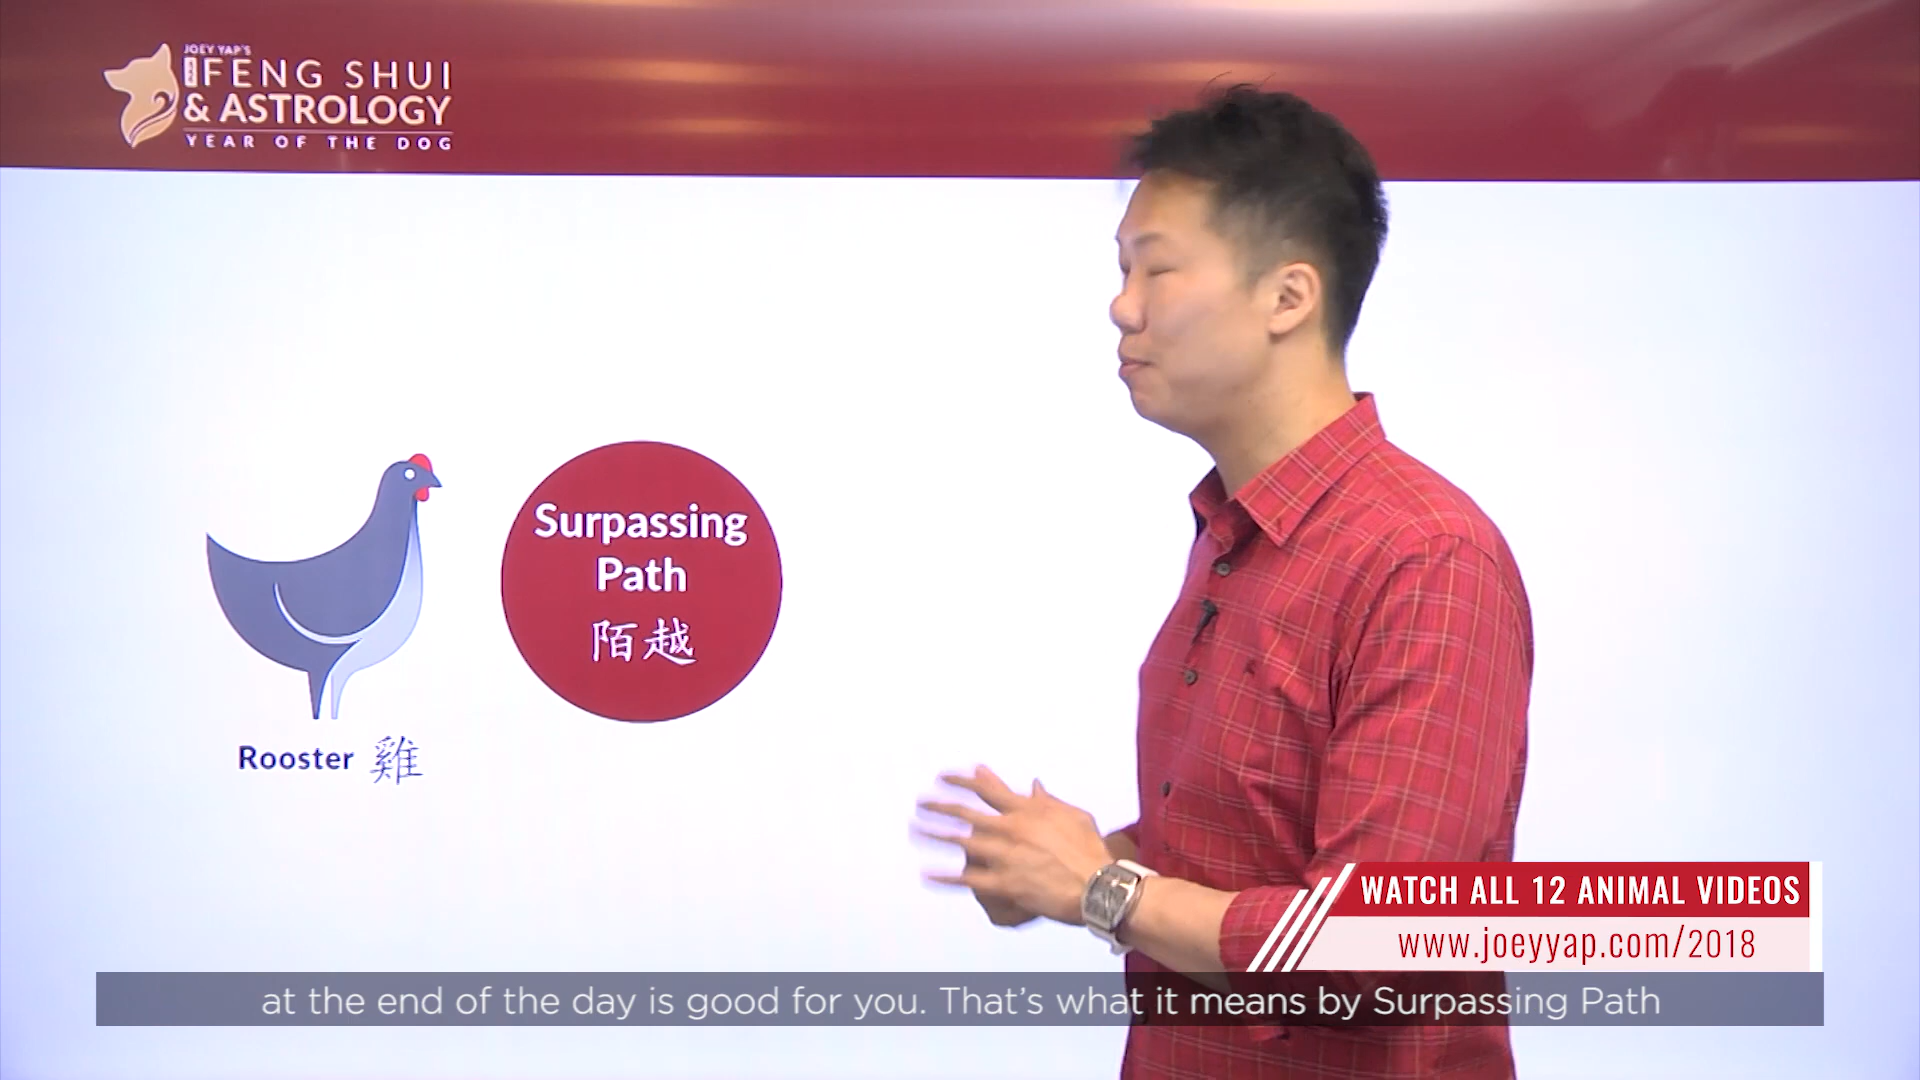 JOEY YAP'S
FENG SHUI
& ASTROLOGY
YEAR OF THE DOG
Surpassing
Path
陌越
Rooster 雞
WATCH ALL 12 ANIMAL VIDEOS
www.joeyyap.com/2018
at the end of the day is good for you. That's what it means by Surpassing Path